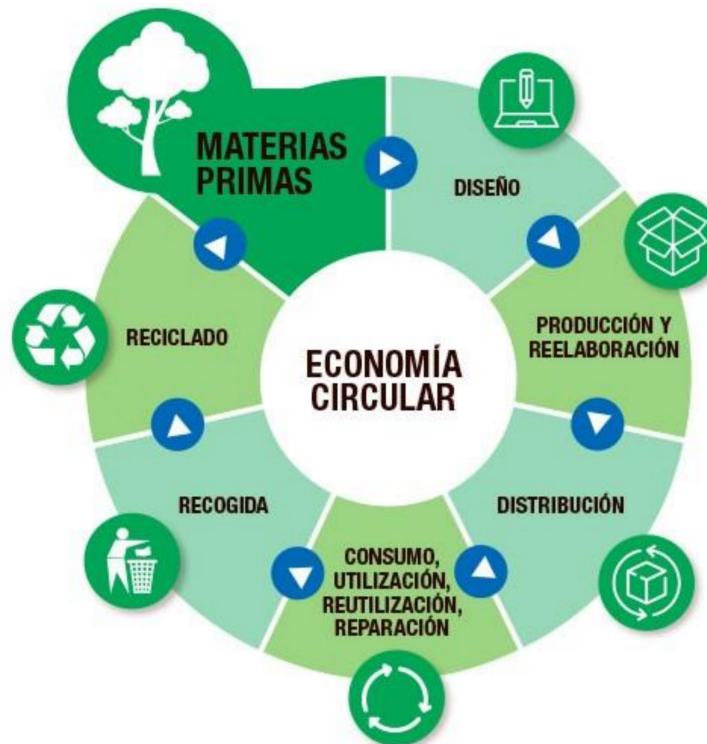 MATERIAS
PRIMAS
DISEÑO
PRODUCCIÓN Y
REELABORACIÓN
DISTRIBUCIÓN
CONSUMO,
UTILIZACIÓN,
REUTILIZACIÓN,
REPARACIÓN
RECOGIDA
RECICLADO
ECONOMÍA
CIRCULAR